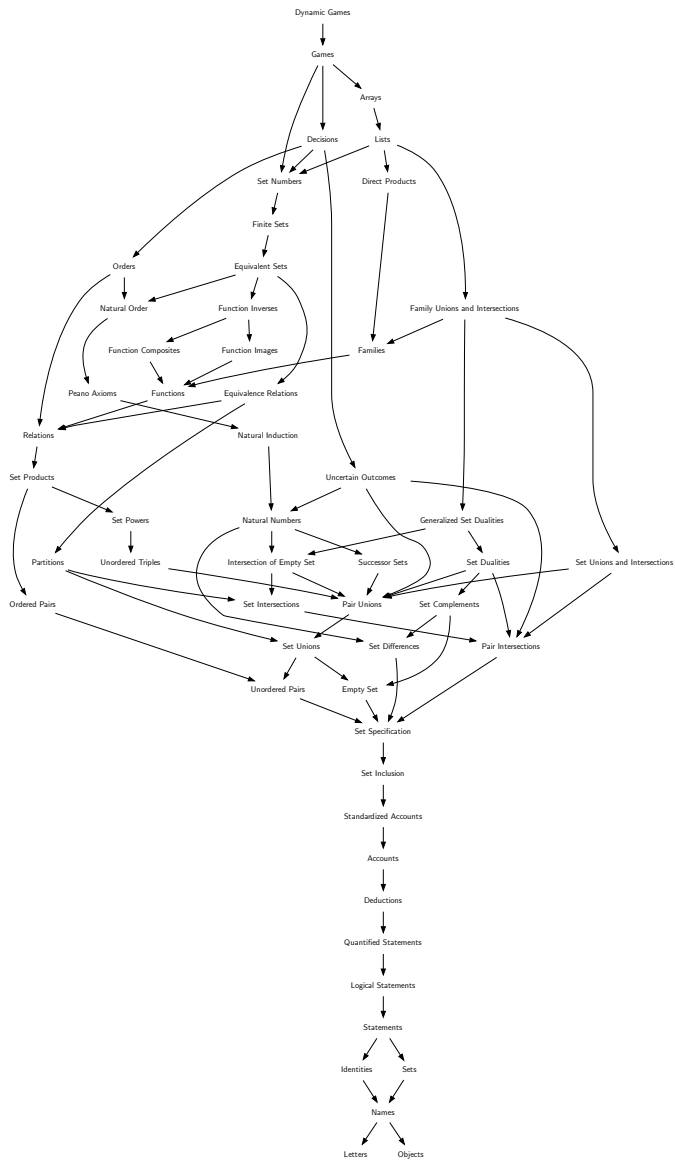 Dynamic Games
Games
Arrays
Decisions
Lists
Set Numbers
Direct Products
Finite Sets
Orders
Equivalent Sets
Natural Order
Function Inverses
Family Unions and Intersections
Function Composites
Function Images
Families
Peano Axioms
Functions
Equivalence Relations
Relations
Natural Induction
Set Products
Uncertain Outcomes
Set Powers
Natural Numbers
Generalized Set Dualities
Partitions
Unordered Triples
Intersection of Empty Set
Successor Sets
Set Dualities
Set Unions and Intersections
Ordered Pairs
Set Intersections
Pair Unions
Set Complements
Set Unions
Set Differences
Pair Intersections
Unordered Pairs
Empty Set
Set Specification
Set Inclusion
Standardized Accounts
Accounts
Deductions
Quantified Statements
Logical Statements
Statements
Identities
Sets
Names
Letters
Objects